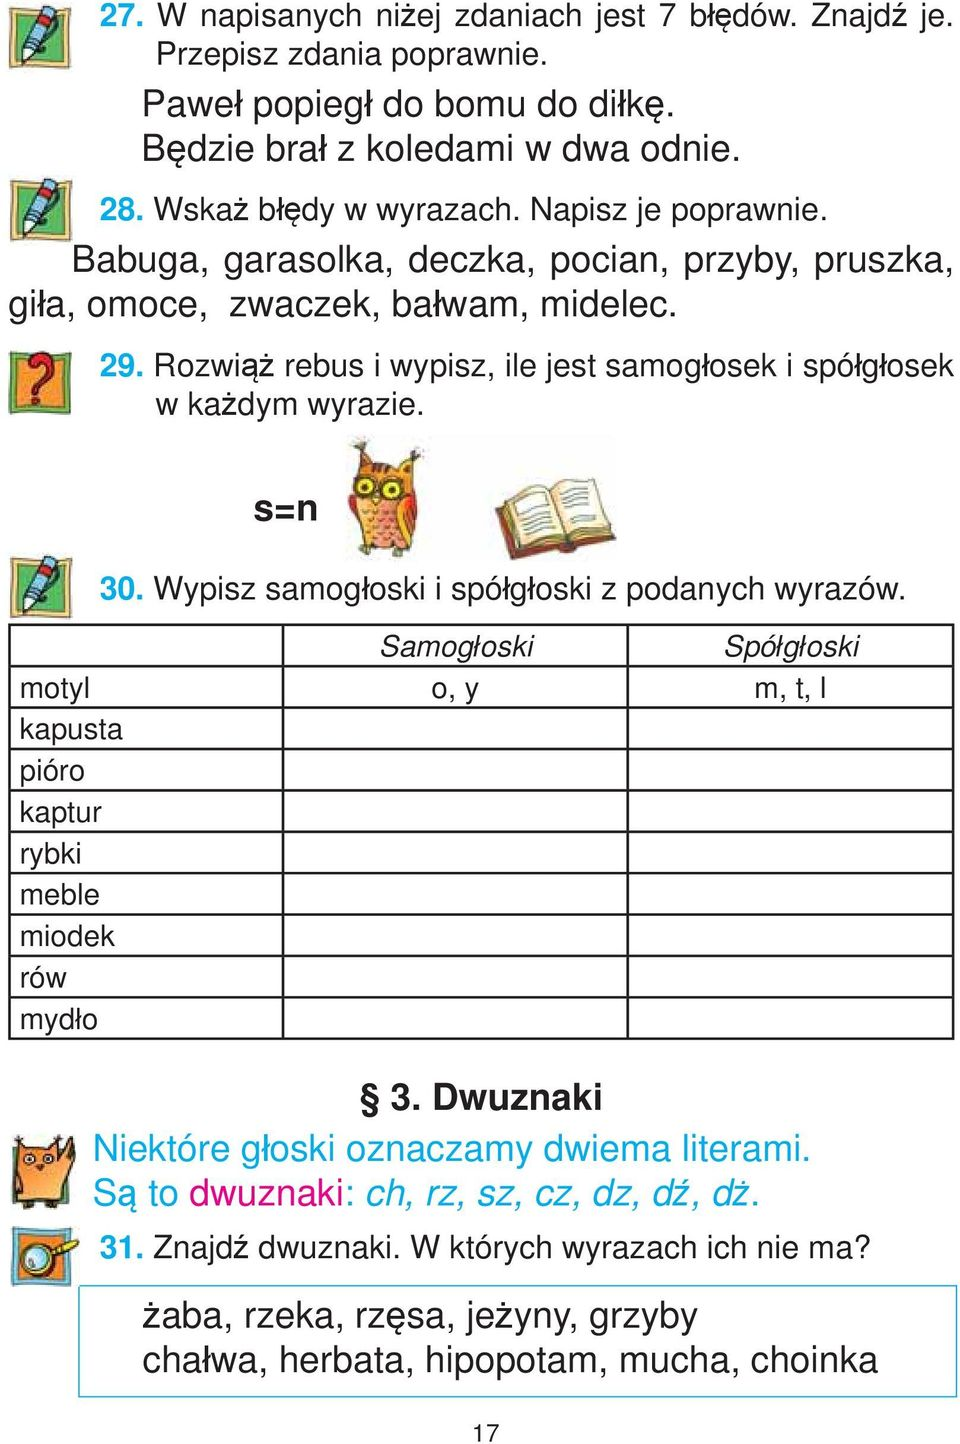 27. W napisanych niżej zdaniach jest 7 błędów. Znajdź je.
Przepisz zdania poprawnie.
Paweł popiegł do bomu do diłkę.
Będzie brał z koledami w dwa odnie.
28. Wskaż błędy w wyrazach. Napisz je poprawnie.
Babuga, garasolka, deczka, pocian, przyby, pruszka,
giła, omoce, zwaczek, bałwam, midelec.
29. Rozwiąż rebus i wypisz, ile jest samogłosek i spółgłosek
w każdym wyrazie.
s=n
30. Wypisz samogłoski i spółgłoski z podanych wyrazów.
Samogłoski Spółgłoski
motyl o, y m, t, l
kapusta
pióro
kaptur
rybki
meble
miodek
rów
mydło
§ 3. Dwuznaki
Niektóre głoski oznaczamy dwiema literami.
Są to dwuznaki: ch, rz, sz, cz, dz, dź, dż.
31. Znajdź dwuznaki. W których wyrazach ich nie ma?
żaba, rzeka, rzęsa, jeżyny, grzyby
chałwa, herbata, hipopotam, mucha, choinka
17